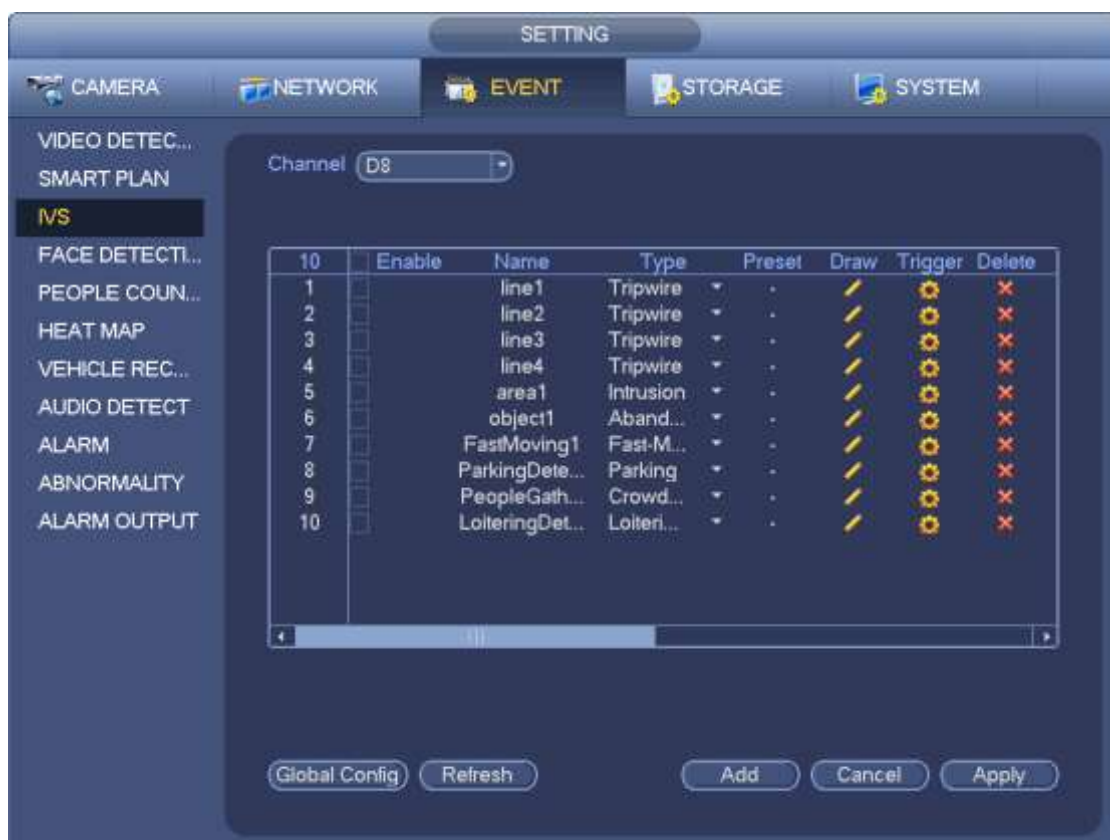 SETTING
CAMERA NETWORK EVENT STORAGE SYSTEM
VIDEO DETEC...
SMART PLAN
IVS
FACE DETECTI...
PEOPLE COUN...
HEAT MAP
VEHICLE REC...
AUDIO DETECT
ALARM
ABNORMALITY
ALARM OUTPUT
Channel D8
10 Enable Name Type Preset Draw Trigger Delete
1 line1 Tripwire
2 line2 Tripwire
3 line3 Tripwire
4 line4 Tripwire
5 area1 Intrusion
6 object1 Aband...
7 FastMoving1 Fast-M...
8 ParkingDete... Parking
9 PeopleGath... Crowd...
10 LoiteringDet... Loiteri...
Global Config Refresh Add Cancel Apply